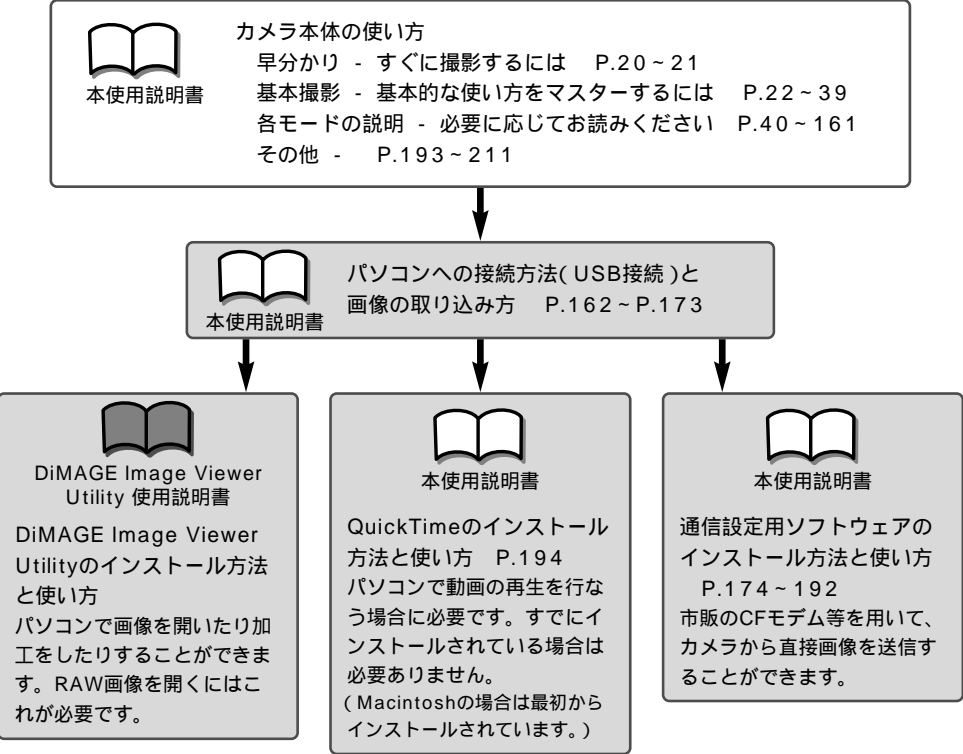 カメラ本体の使い方
早分かり - すぐに撮影するには P.20~21
本使用説明書
基本撮影 - 基本的な使い方をマスターするには P.22~39
各モードの説明 - 必要に応じてお読みください P.40~161
その他 - P.193~211
パソコンへの接続方法(USB接続)と
画像の取り込み方 P.162~P.173
本使用説明書
DiMAGE Image Viewer
Utility 使用説明書
DiMAGE Image Viewer
Utilityのインストール方法
と使い方
パソコンで画像を開いたり加
工をしたりすることができま
す。RAW画像を開くにはこ
れが必要です。
本使用説明書
QuickTimeのインストール
方法と使い方 P.194
パソコンで動画の再生を行な
う場合に必要です。すでにイ
ンストールされている場合は
必要ありません。
(Macintoshの場合は最初から
インストールされています。)
本使用説明書
通信設定用ソフトウェアの
インストール方法と使い方
P.174~192
市販のCFモデム等を用いて、
カメラから直接画像を送信す
ることができます。